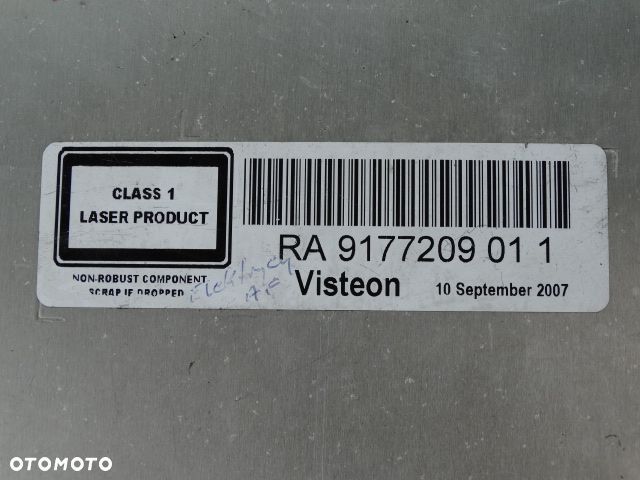 CLASS 1
LASER PRODUCT
NON-ROBUST COMPONENT
SCRAP IF DROPPED
RA 9177209 01 1
Visteon
10 September 2007
OTOMOTO